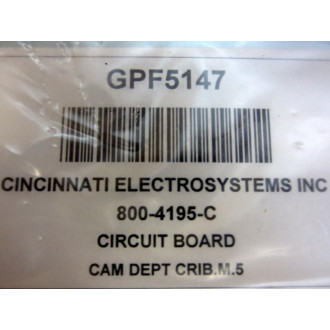 GPF5147
CINCINNATI ELECTROSYSTEMS INC
800-4195-C
CIRCUIT BOARD
CAM DEPT CRIB.M.5